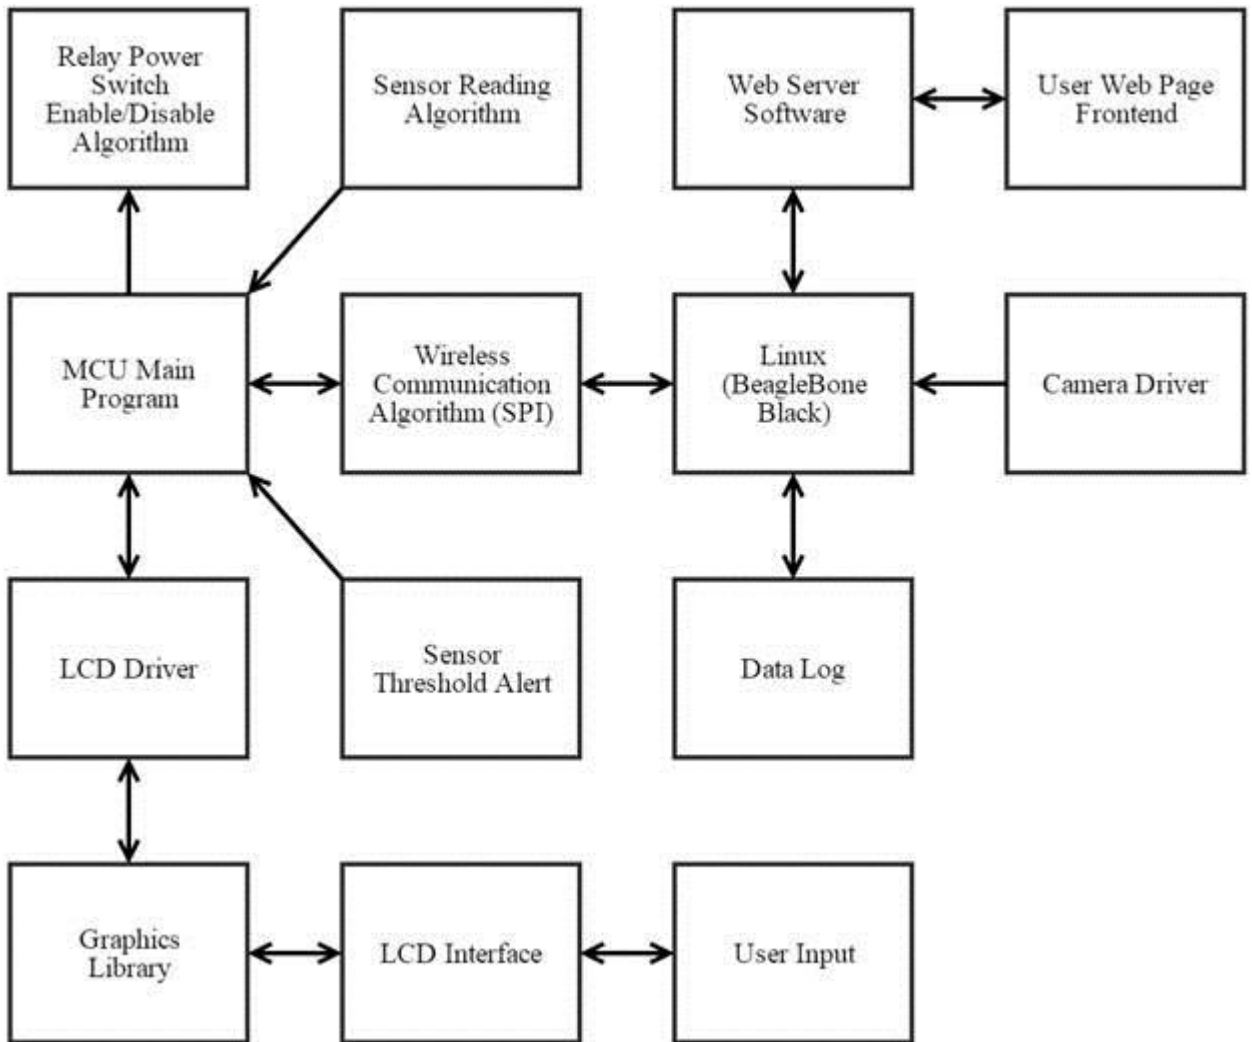 Relay Power
Switch
Enable/Disable
Algorithm
Sensor Reading
Algorithm
Web Server
Software
User Web Page
Frontend
MCU Main
Program
Wireless
Communication
Algorithm (SPI)
Linux
(BeagleBone
Black)
Camera Driver
LCD Driver
Sensor
Threshold Alert
Data Log
Graphics
Library
LCD Interface
User Input